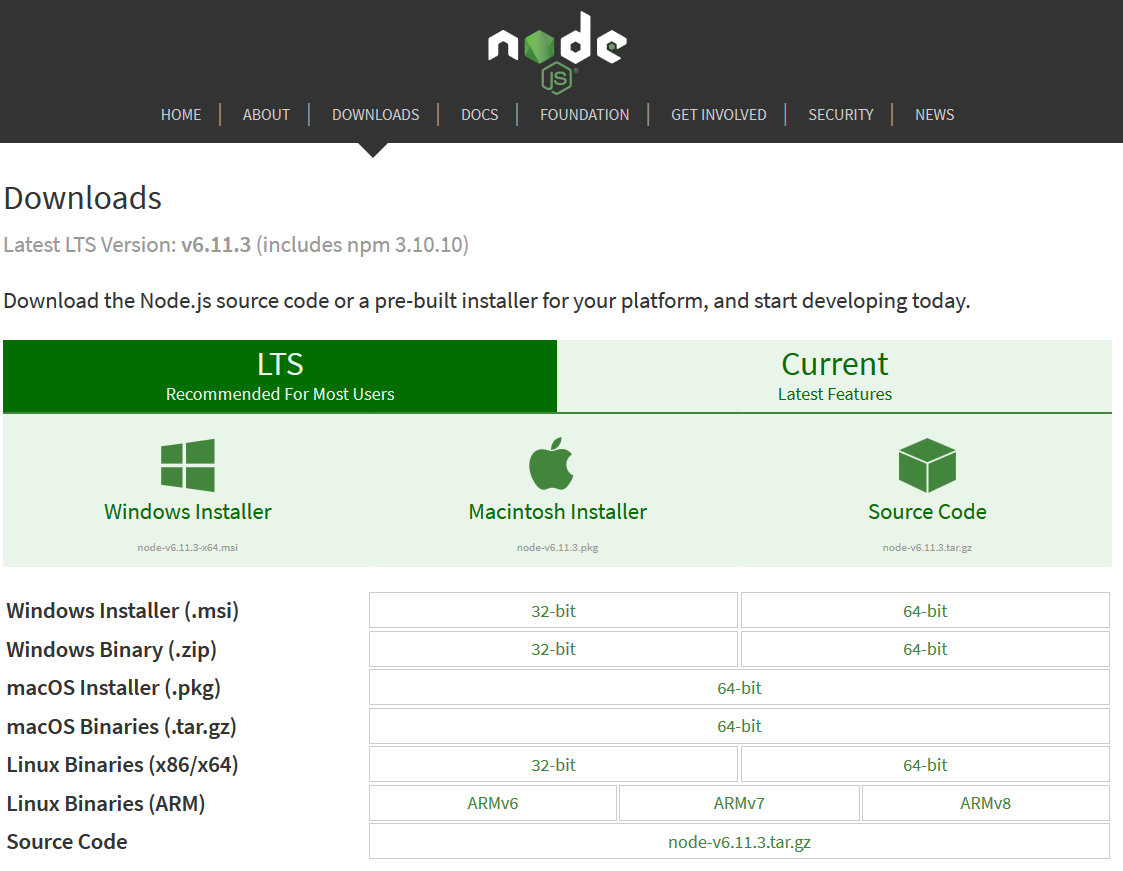 node
JS
HOME | ABOUT | DOWNLOADS | DOCS | FOUNDATION | GET INVOLVED | SECURITY | NEWS
Downloads
Latest LTS Version: v6.11.3 (includes npm 3.10.10)
Download the Node.js source code or a pre-built installer for your platform, and start developing today.
LTS
Recommended For Most Users
Current
Latest Features
Windows Installer
node-v6.11.3-x64.msi
Macintosh Installer
node-v6.11.3.pkg
Source Code
node-v6.11.3.tar.gz
Windows Installer (.msi) 32-bit 64-bit
Windows Binary (.zip) 32-bit 64-bit
macOS Installer (.pkg) 64-bit
macOS Binaries (.tar.gz) 64-bit
Linux Binaries (x86/x64) 32-bit 64-bit
Linux Binaries (ARM) ARMv6 ARMv7 ARMv8
Source Code node-v6.11.3.tar.gz